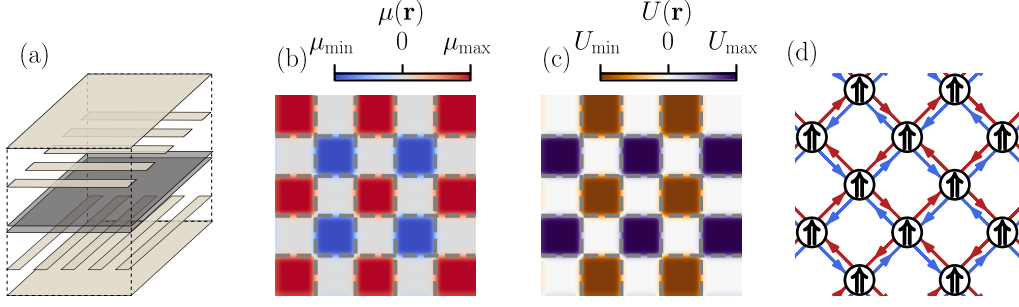 (a)
(b)
μ(r)
μmin 0 μmax
(c)
U(r)
Umin 0 Umax
(d)